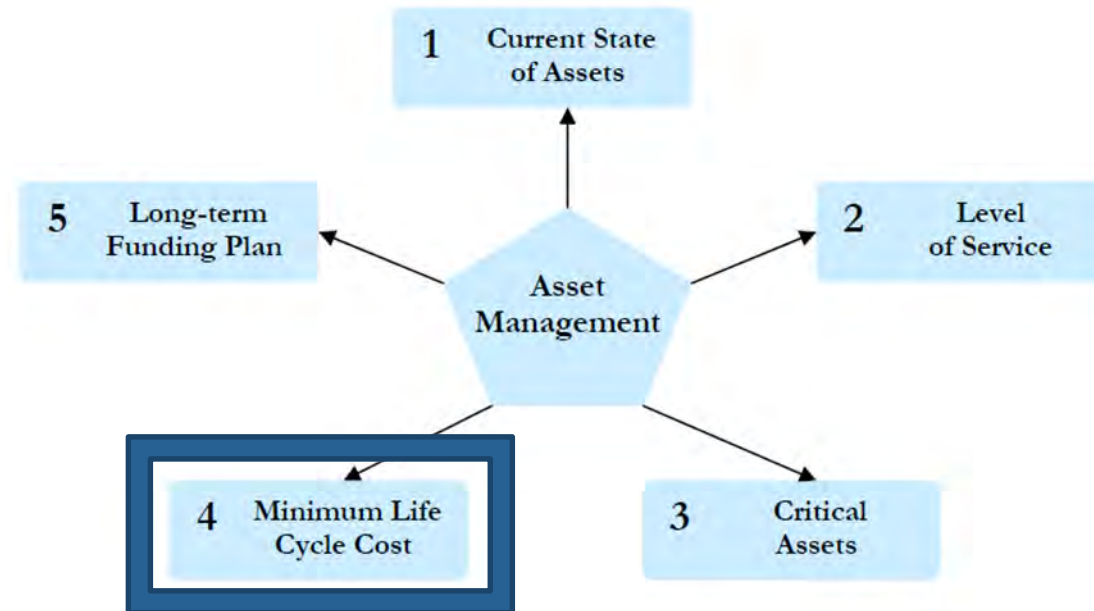 1 Current State
of Assets
5 Long-term
Funding Plan
2 Level
of Service
Asset
Management
4 Minimum Life
Cycle Cost
3 Critical
Assets